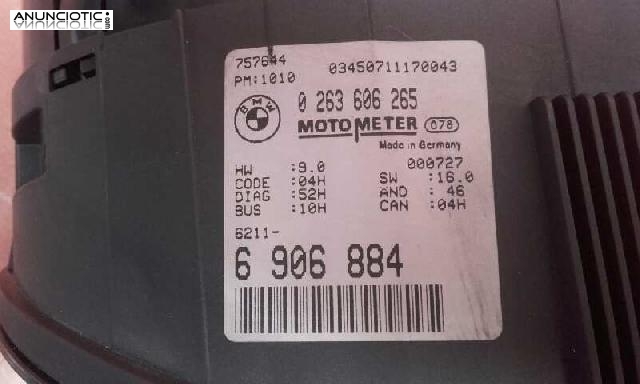 ANUNCIOTIC
757644 03450711170043
PM:1010
BMW
0 263 606 265
MOTOMETER 078
Made in Germany
HW :9.0 000727
CODE :04H SW :16.0
DIAG :52H AND : 46
BUS :10H CAN :04H
6211-
6 906 884